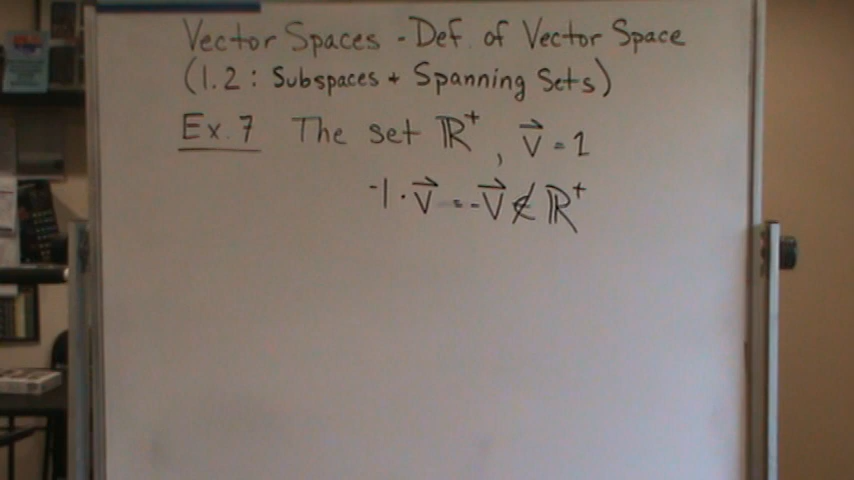 Vector Spaces - Def. of Vector Space
(1.2: Subspaces + Spanning Sets)
Ex. 7 The set ℝ⁺, v⃗ = 1
-1 · v⃗ = -v⃗ ∉ ℝ⁺